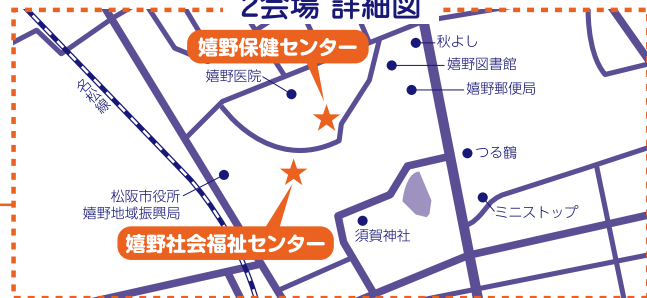 2会場 詳細図
嬉野保健センター
秋よし
嬉野図書館
嬉野医院
嬉野郵便局
名松線
つる鶴
松阪市役所
嬉野地域振興局
ミニストップ
須賀神社
嬉野社会福祉センター